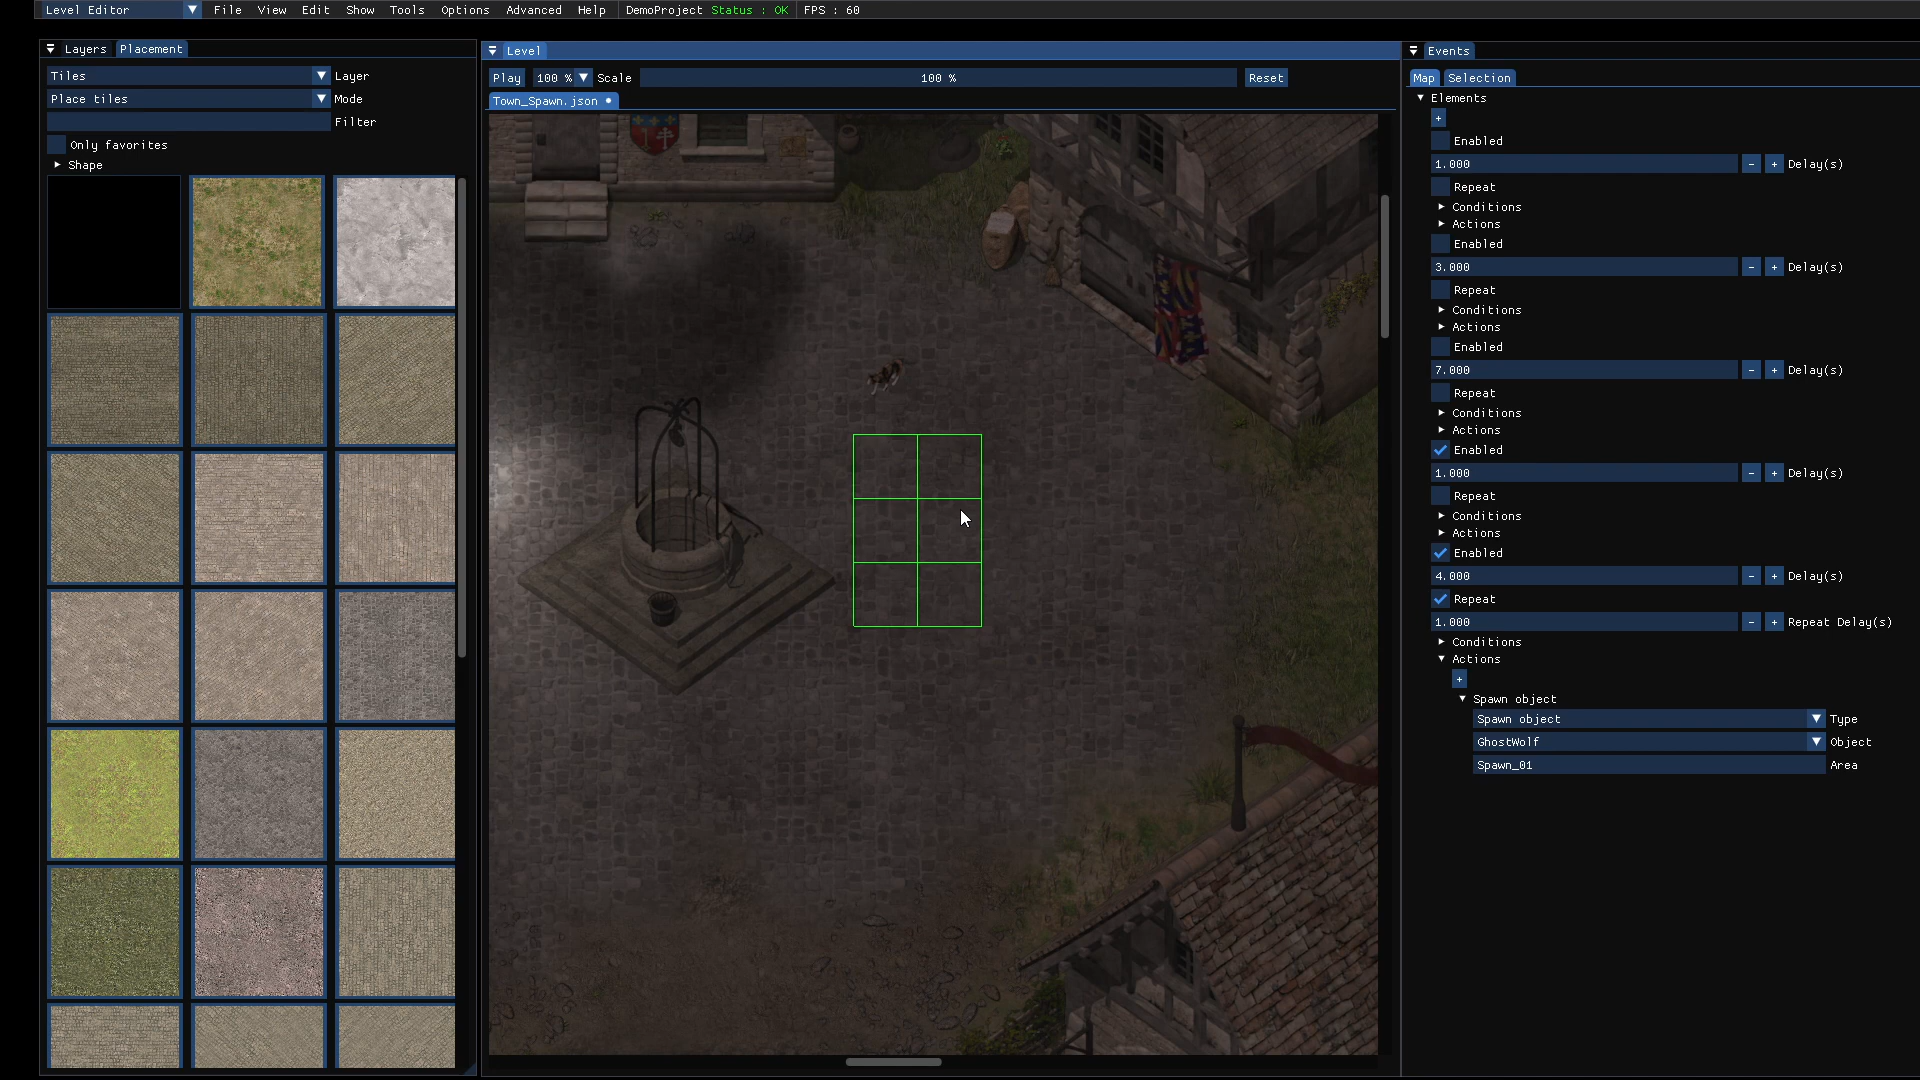 Level Editor File View Edit Show Tools Options Advanced Help DemoProject Status : OK FPS : 60
Layers Placement
Tiles Layer
Place tiles Mode
Filter
Only favorites
Shape
Level
Play 100 % Scale 100 % Reset
Town_Spawn.json
Events
Map Selection
Elements
+
Enabled
1.000 - + Delay(s)
Repeat
Conditions
Actions
Enabled
3.000 - + Delay(s)
Repeat
Conditions
Actions
Enabled
7.000 - + Delay(s)
Repeat
Conditions
Actions
Enabled
1.000 - + Delay(s)
Repeat
Conditions
Actions
Enabled
4.000 - + Delay(s)
Repeat
1.000 - + Repeat Delay(s)
Conditions
Actions
+
Spawn object
Spawn object Type
GhostWolf Object
Spawn_01 Area